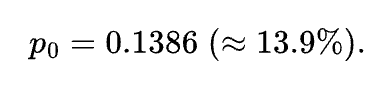 p₀ = 0.1386 (≈ 13.9%).